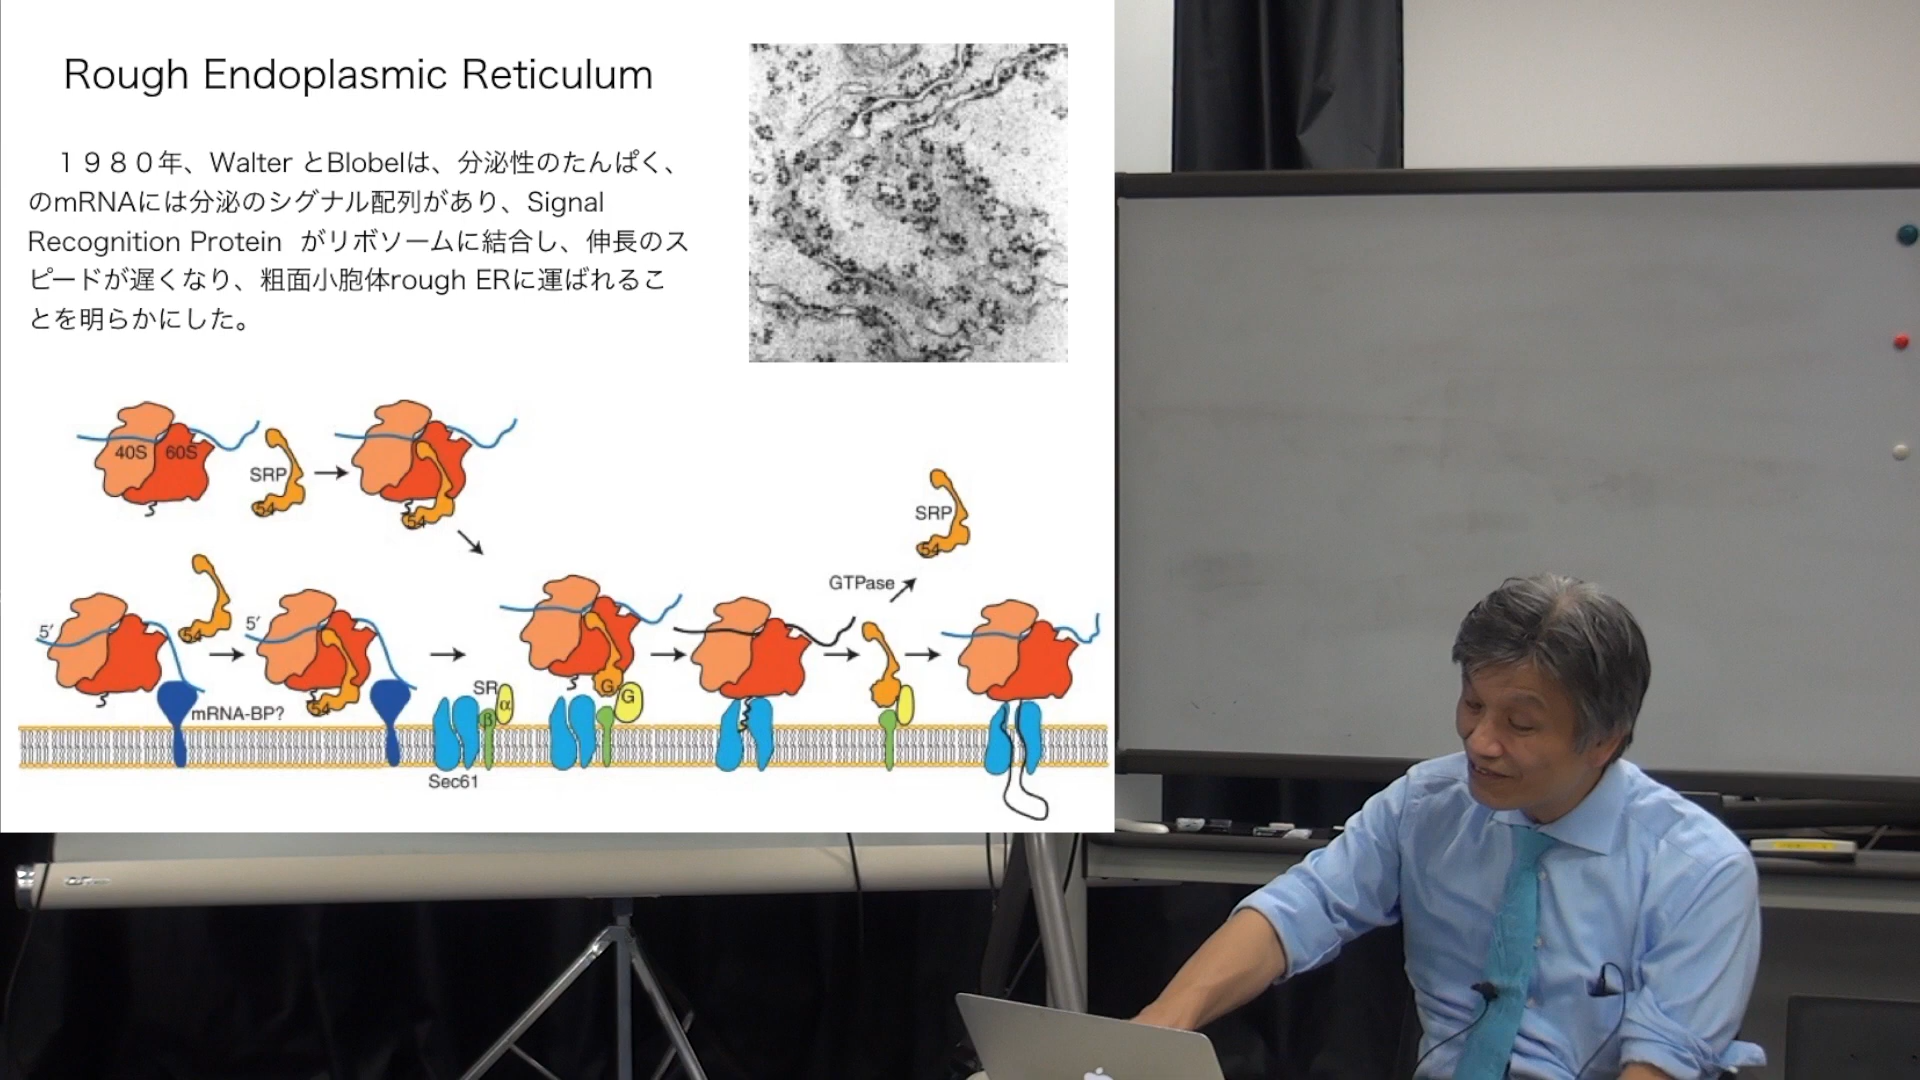 Rough Endoplasmic Reticulum
１９８０年、Walter とBlobelは、分泌性のたんぱく、
のmRNAには分泌のシグナル配列があり、Signal
Recognition Protein がリボソームに結合し、伸長のス
ピードが遅くなり、粗面小胞体rough ERに運ばれるこ
とを明らかにした。
40S 60S
SRP
54
54
SRP
54
GTPase
5′
54
5′
54
mRNA-BP?
SR
α
β
G
G
Sec61